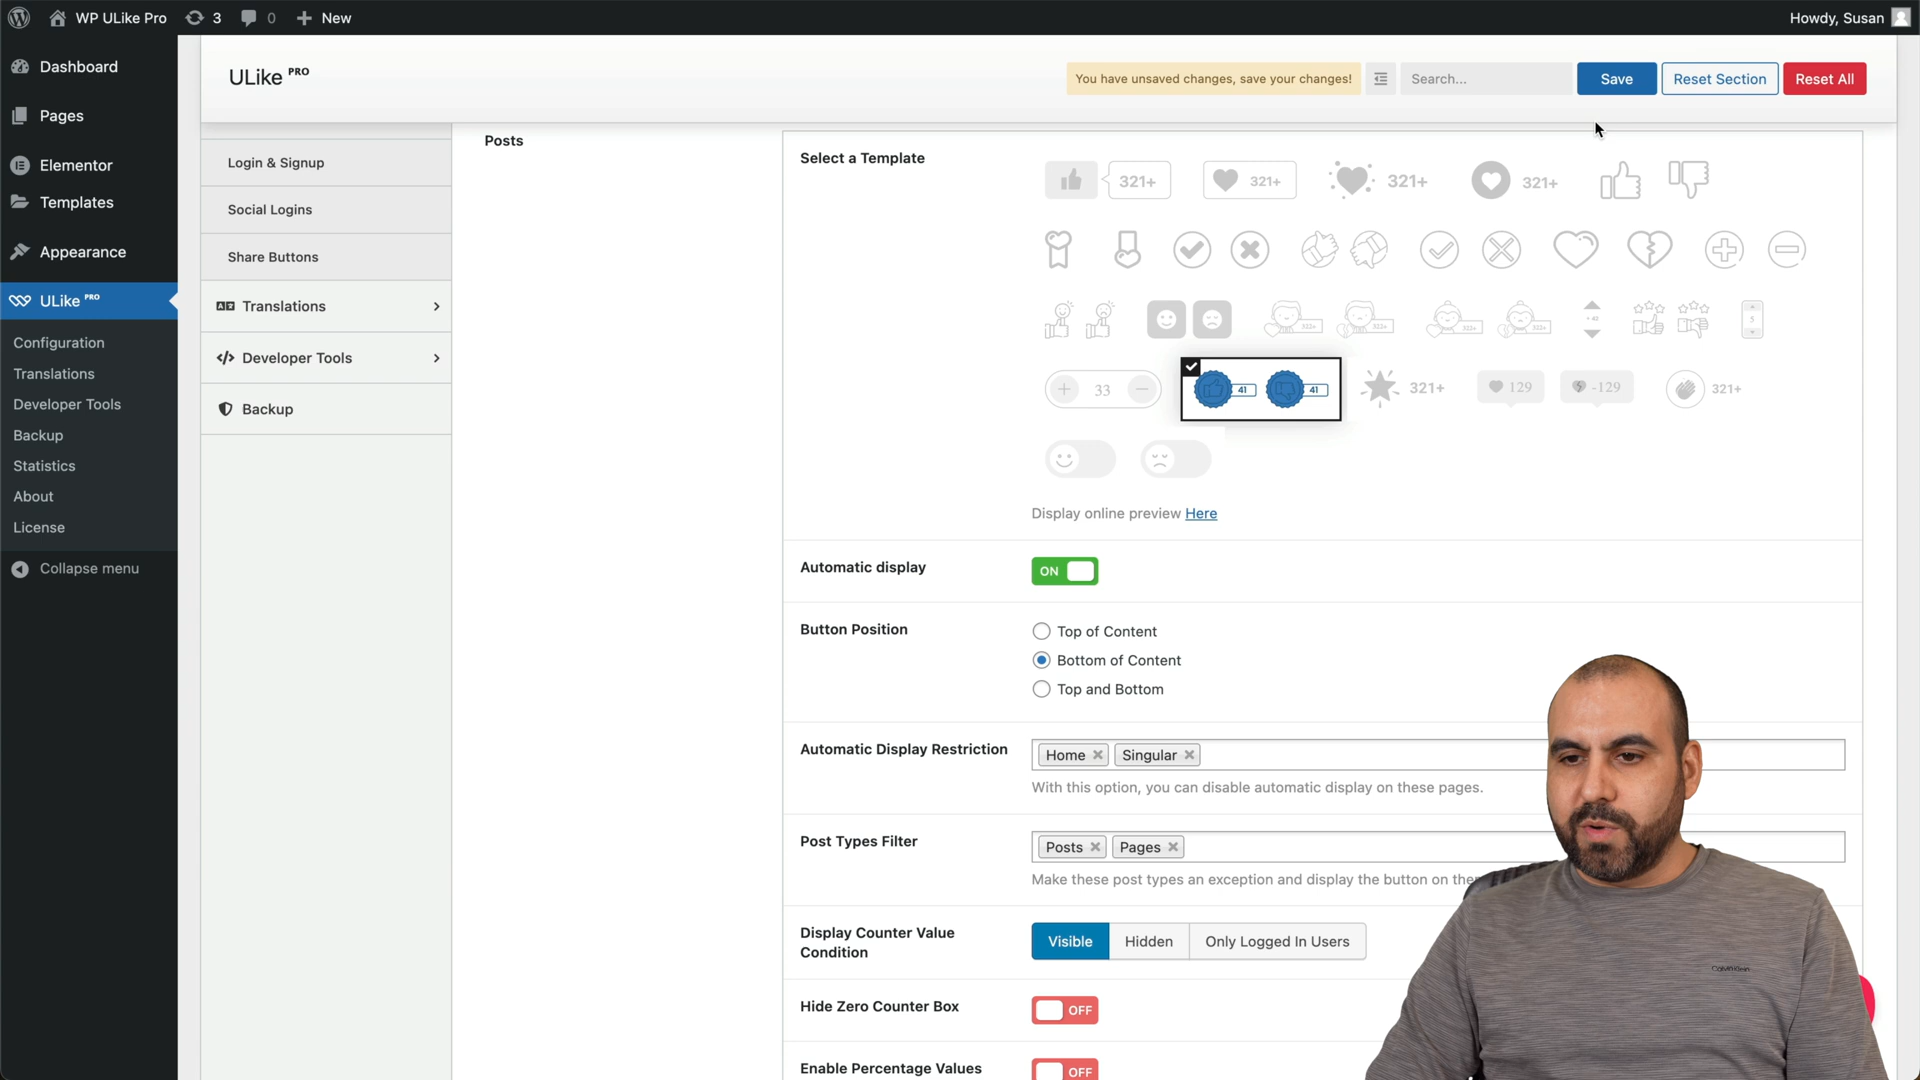 WP ULike Pro 3 0 New Howdy, Susan
Dashboard
Pages
Elementor
Templates
Appearance
ULike PRO
Configuration
Translations
Developer Tools
Backup
Statistics
About
License
Collapse menu
ULike PRO
You have unsaved changes, save your changes! Search... Save Reset Section Reset All
Login & Signup
Social Logins
Share Buttons
Translations
Developer Tools
Backup
Posts
Select a Template
321+ 321+ 321+ 321+
33 41 41 321+ 129 -129 321+
Display online preview Here
Automatic display ON
Button Position
Top of Content
Bottom of Content
Top and Bottom
Automatic Display Restriction Home Singular
With this option, you can disable automatic display on these pages.
Post Types Filter Posts Pages
Make these post types an exception and display the button on
Display Counter Value
Condition
Visible Hidden Only Logged In Users
Hide Zero Counter Box OFF
Enable Percentage Values OFF
Calvin Klein